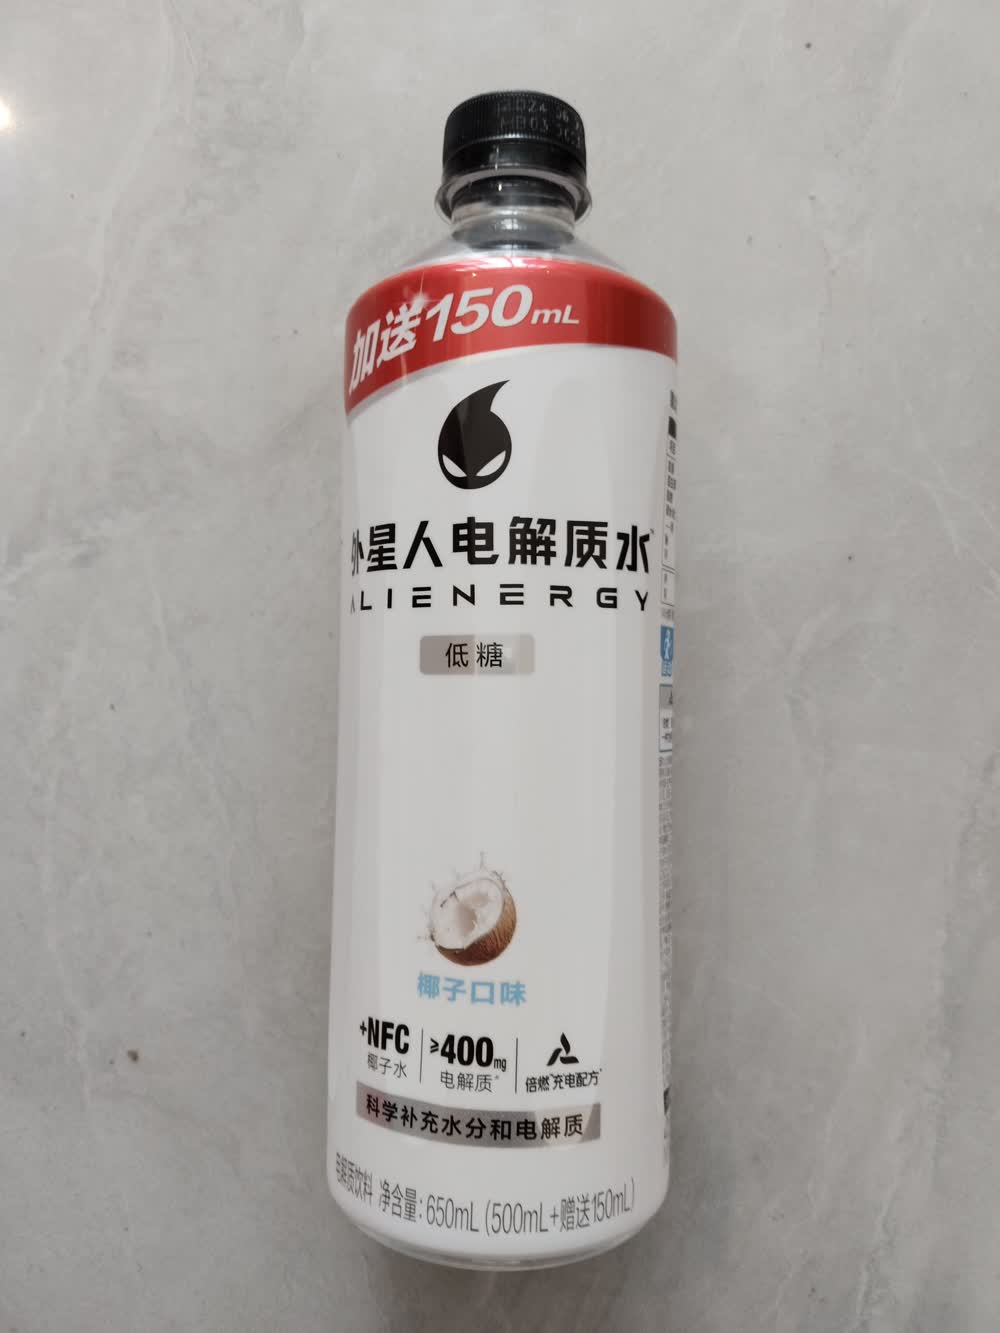 加送150mL
外星人电解质水
ALIENERGY
低糖
椰子口味
+NFC
椰子水
≥400mg
电解质*
倍燃*充电配方*
科学补充水分和电解质
电解质饮料 净含量:650mL (500mL+赠送150mL)